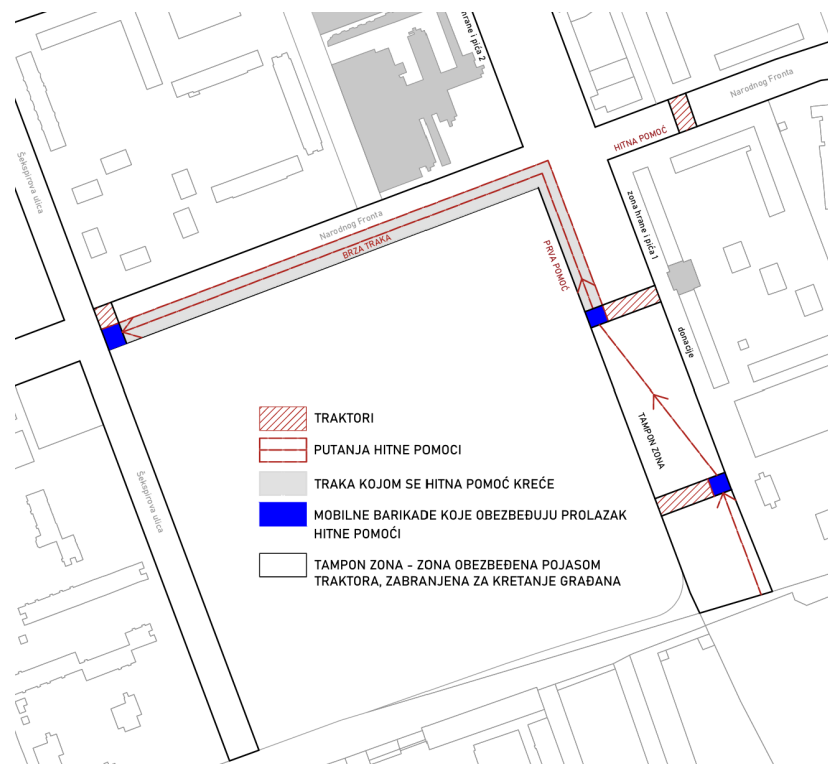 hrane i pića 2
Narodnog Fronta
HITNA POMOĆ
Šekspirova ulica
zona hrane i pića 1
Narodnog Fronta
BRZA TRAKA
PRVA POMOĆ
donacije
TAMPON ZONA
Šekspirova ulica
TRAKTORI
PUTANJA HITNE POMOCI
TRAKA KOJOM SE HITNA POMOĆ KREĆE
MOBILNE BARIKADE KOJE OBEZBEĐUJU PROLAZAK
HITNE POMOĆI
TAMPON ZONA - ZONA OBEZBEĐENA POJASOM
TRAKTORA, ZABRANJENA ZA KRETANJE GRAĐANA